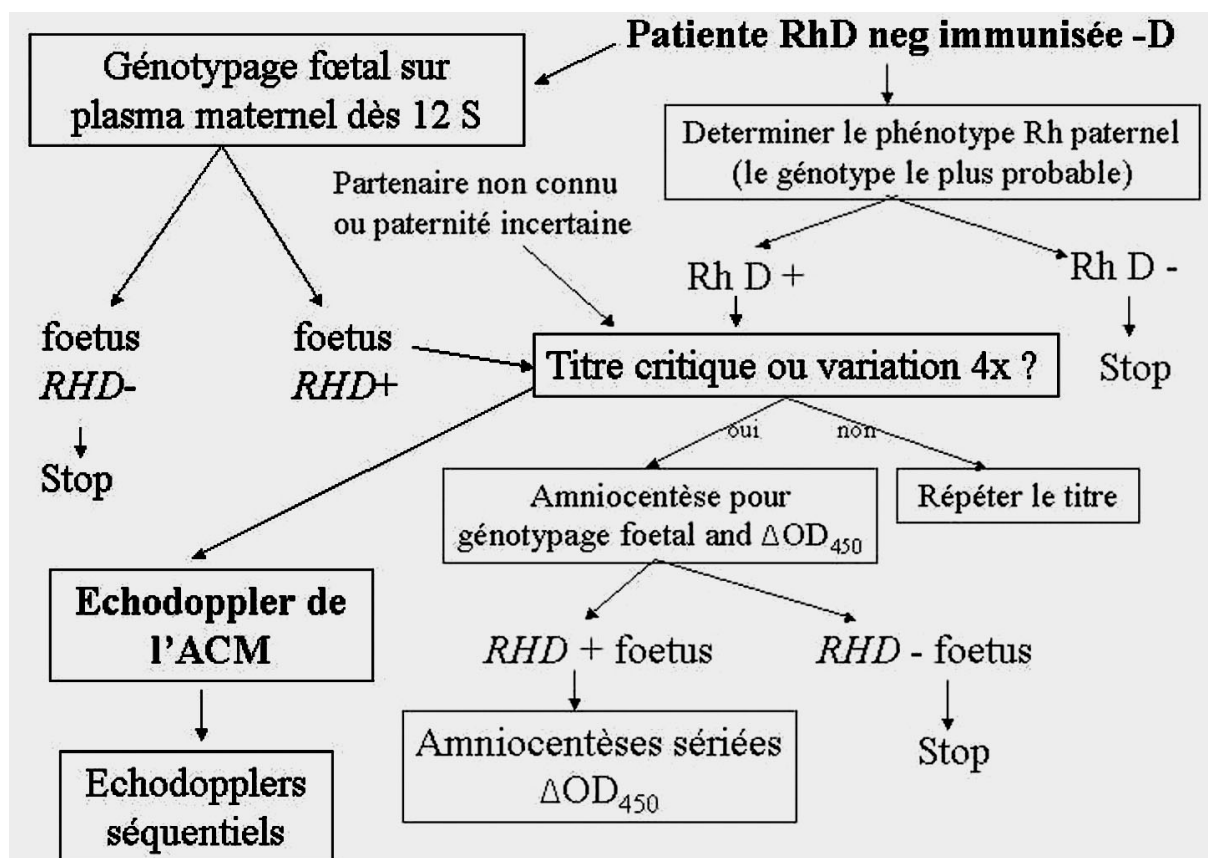 Patiente RhD neg immunisée -D
Génotypage fœtal sur
plasma maternel dès 12 S
Determiner le phénotype Rh paternel
(le génotype le plus probable)
Partenaire non connu
ou paternité incertaine
Rh D +
Rh D -
foetus
RHD-
foetus
RHD+
Titre critique ou variation 4x ?
Stop
Stop
oui
non
Amniocentèse pour
génotypage foetal and ΔOD450
Répéter le titre
Echodoppler de
l'ACM
RHD + foetus
RHD - foetus
Amniocentèses sériées
ΔOD450
Stop
Echodopplers
séquentiels